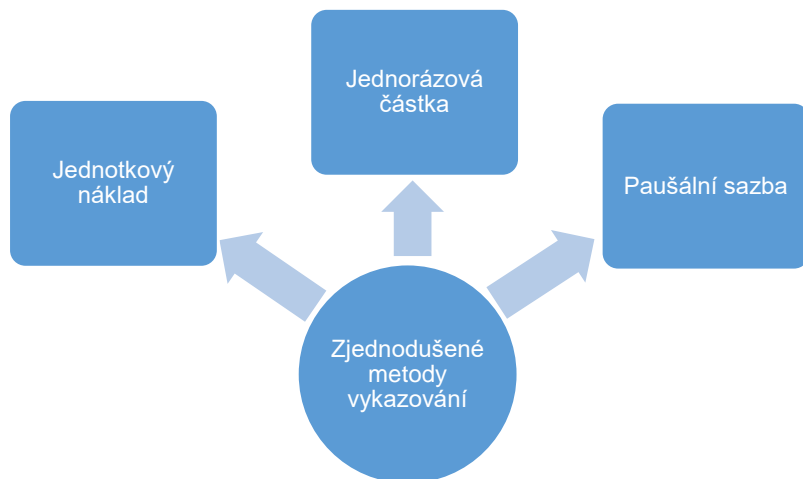 Jednorázová
částka
Jednotkový
náklad
Paušální sazba
Zjednodušené
metody
vykazování